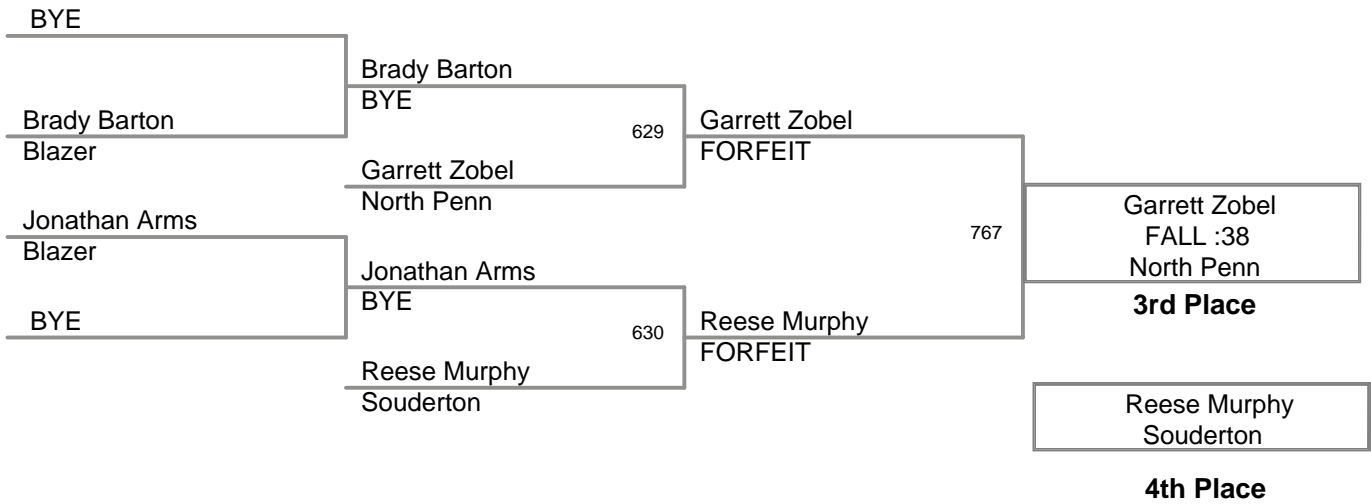 BYE
Brady Barton
Blazer
Jonathan Arms
Blazer
BYE
Brady Barton
BYE
629
Garrett Zobel
North Penn
Jonathan Arms
BYE
630
Reese Murphy
Souderton
Garrett Zobel
FORFEIT
767
Reese Murphy
FORFEIT
Garrett Zobel
FALL :38
North Penn
3rd Place
Reese Murphy
Souderton
4th Place